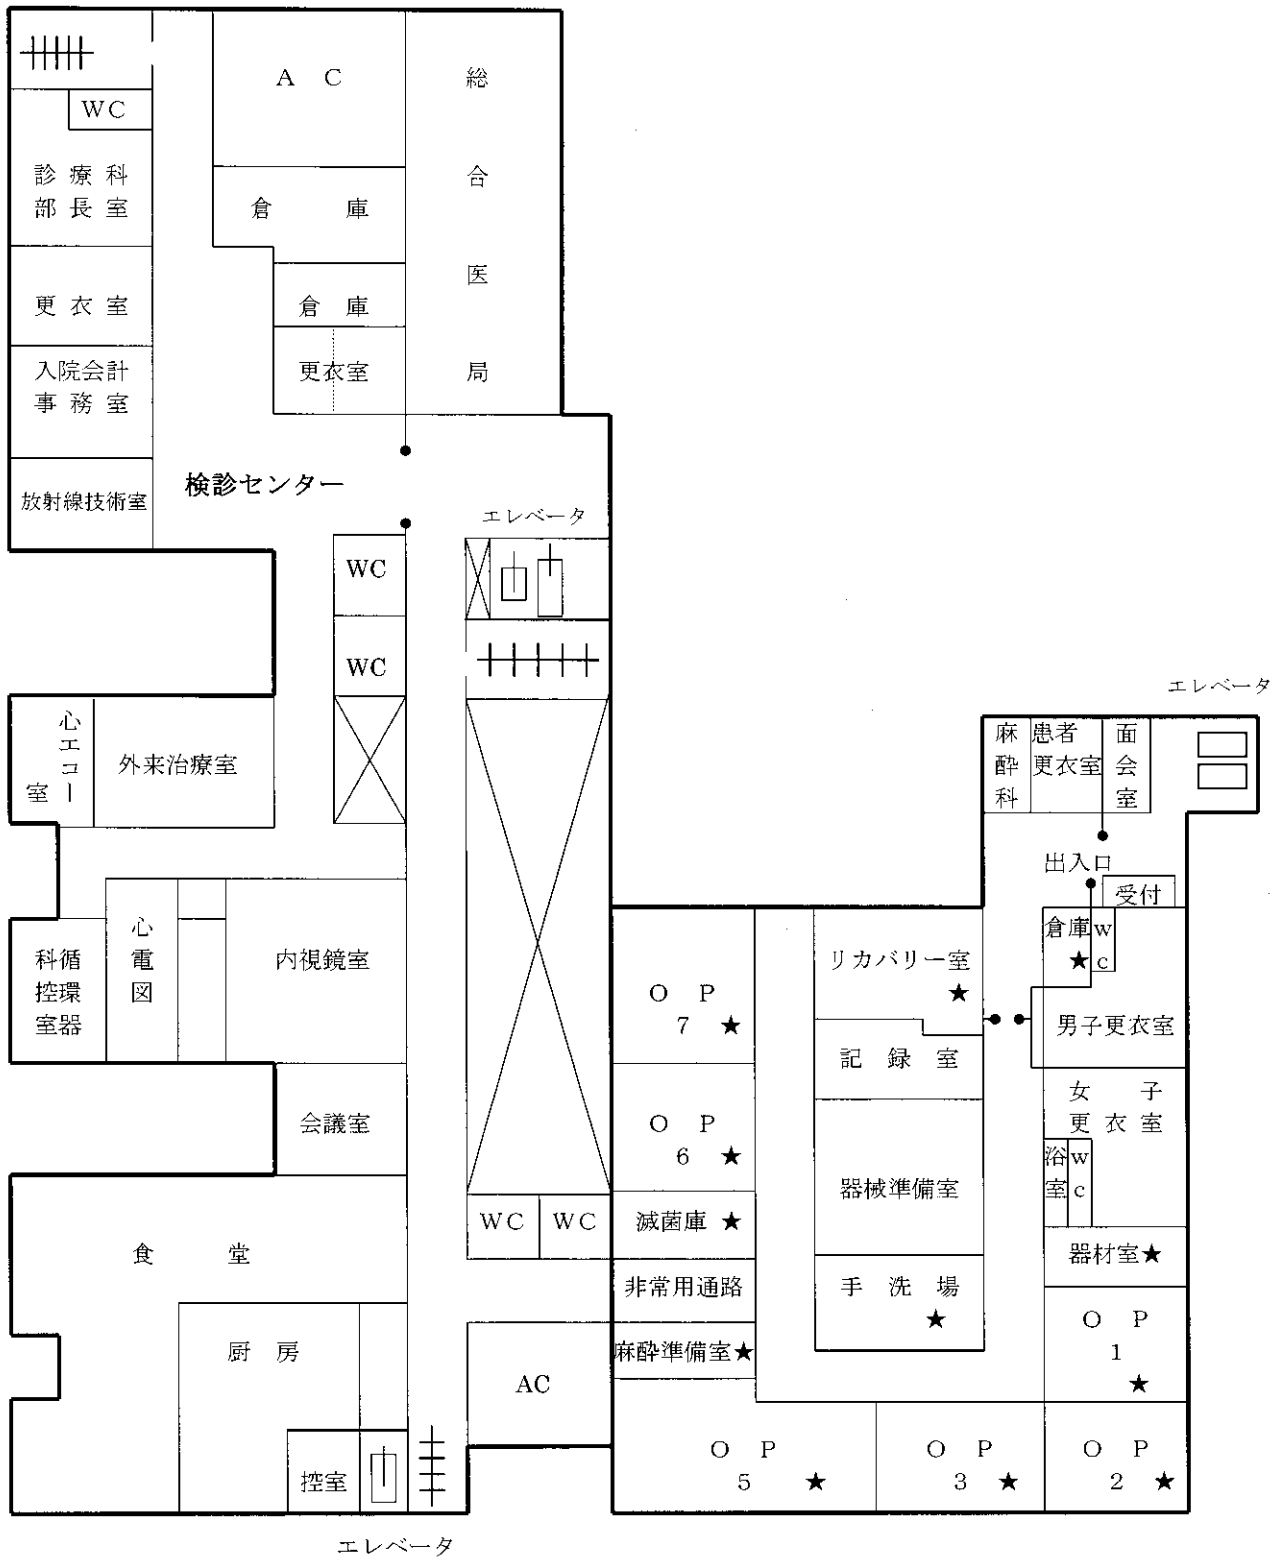 A C
WC
診療科
部長室
倉庫
更衣室
倉庫
入院会計
事務室
更衣室
総合医局
放射線技術室
検診センター
エレベータ
WC
WC
心エコー室
外来治療室
心電図
内視鏡室
科循
控環
室器
会議室
食堂
厨房
控室
エレベータ
WC
WC
AC
エレベータ
麻酔科
患者
更衣室
面会室
出入口
受付
倉庫
★
wc
男子更衣室
女子
更衣室
浴室
wc
器材室★
OP
1
★
OP
2 ★
OP
3 ★
OP
5 ★
OP
7 ★
OP
6 ★
滅菌庫 ★
非常用通路
麻酔準備室★
リカバリー室
★
記録室
器械準備室
手洗場
★